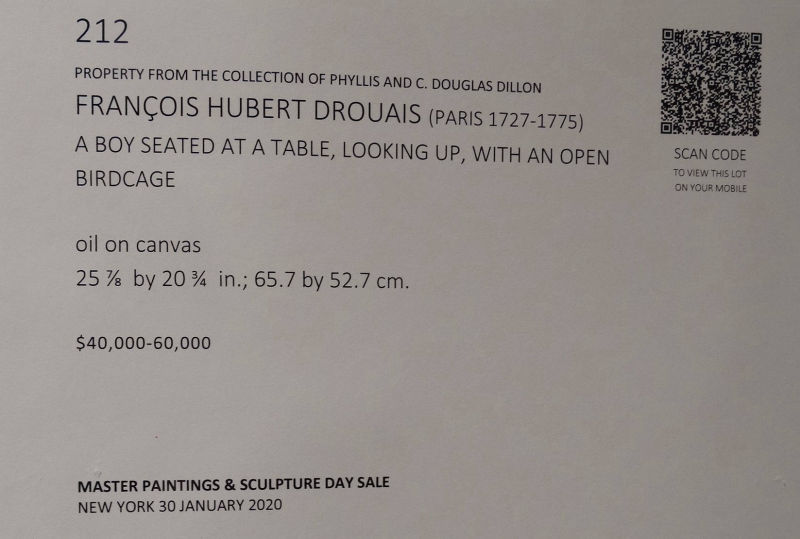 212
PROPERTY FROM THE COLLECTION OF PHYLLIS AND C. DOUGLAS DILLON
FRANÇOIS HUBERT DROUAIS (PARIS 1727-1775)
A BOY SEATED AT A TABLE, LOOKING UP, WITH AN OPEN
BIRDCAGE
oil on canvas
25 ⅞ by 20 ¾ in.; 65.7 by 52.7 cm.
$40,000-60,000
MASTER PAINTINGS & SCULPTURE DAY SALE
NEW YORK 30 JANUARY 2020
SCAN CODE
TO VIEW THIS LOT
ON YOUR MOBILE